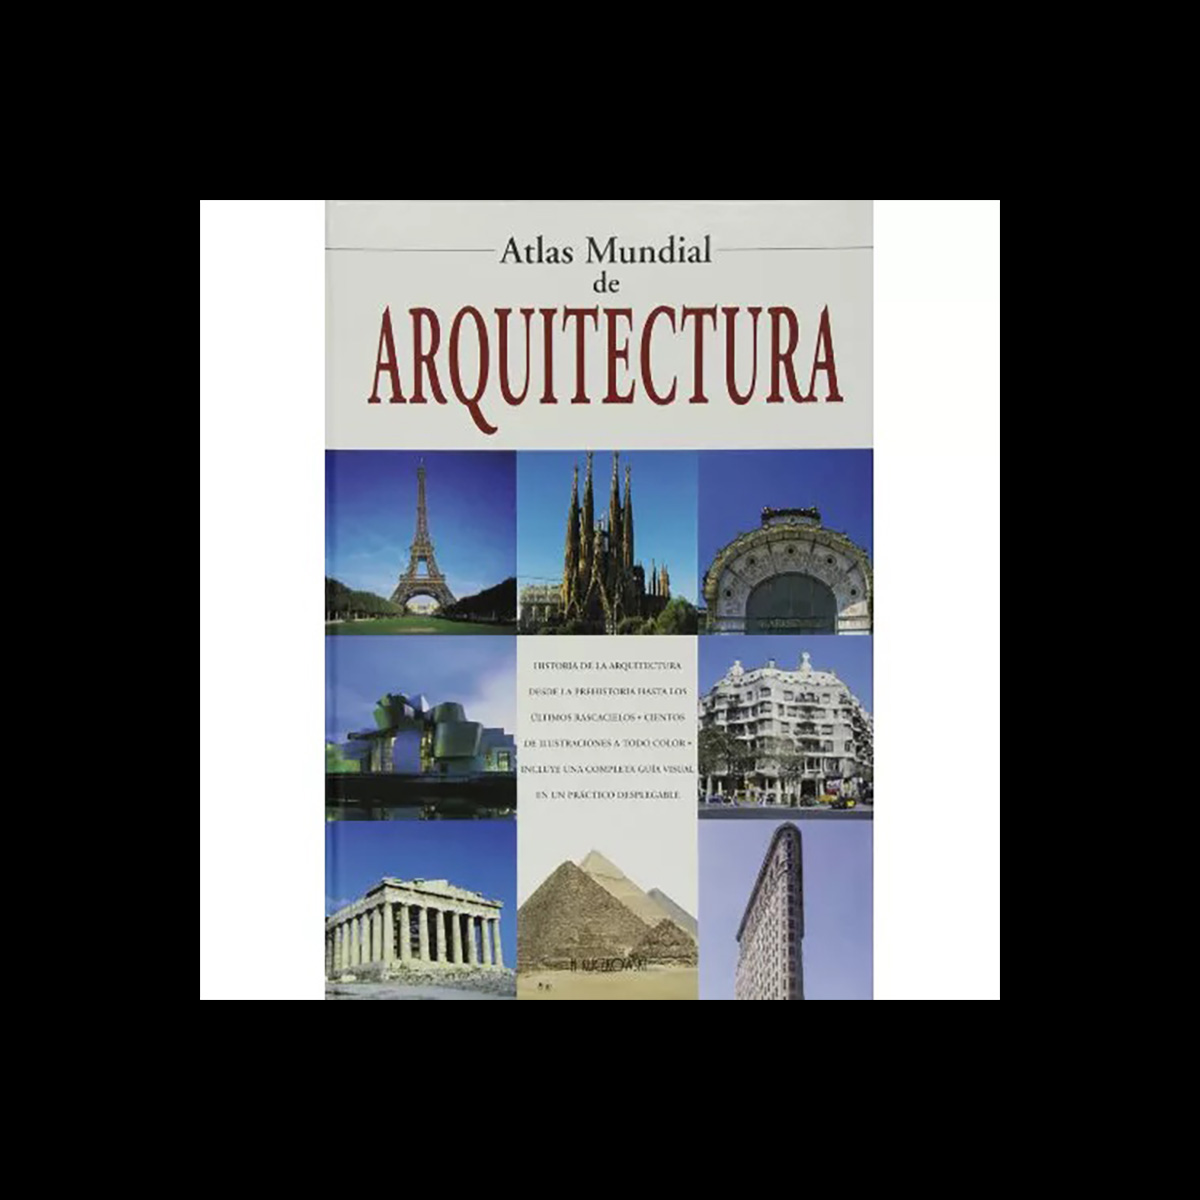 Atlas Mundial
de
ARQUITECTURA
HISTORIA DE LA ARQUITECTURA
DESDE LA PREHISTORIA HASTA LOS
ÚLTIMOS RASCACIELOS • CIENTOS
DE ILUSTRACIONES A TODO COLOR •
INCLUYE UNA COMPLETA GUÍA VISUAL
EN UN PRÁCTICO DESPLEGABLE